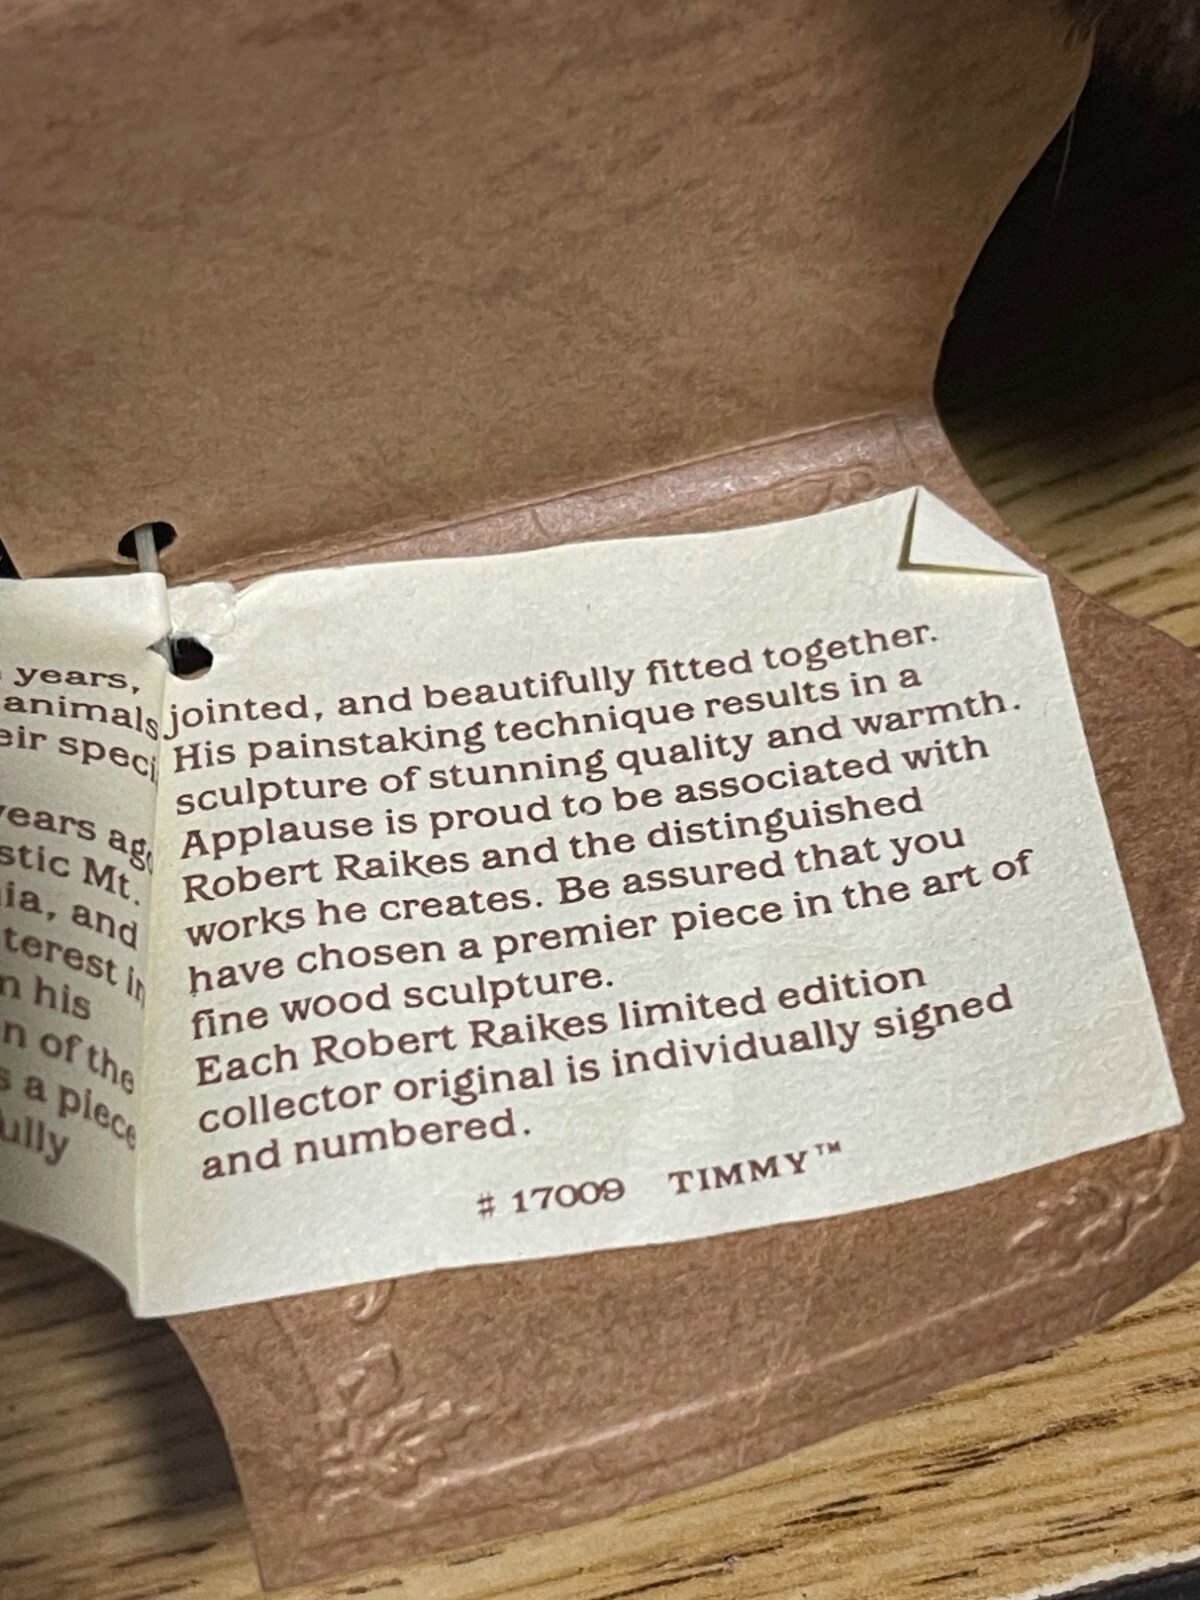 years,
animals
speci
years ag
stic Mt.
ia, and
terest in
n his
n of the
s a piece
ully
jointed, and beautifully fitted together.
His painstaking technique results in a
sculpture of stunning quality and warmth.
Applause is proud to be associated with
Robert Raikes and the distinguished
works he creates. Be assured that you
have chosen a premier piece in the art of
fine wood sculpture.
Each Robert Raikes limited edition
collector original is individually signed
and numbered.
# 17009 TIMMY™